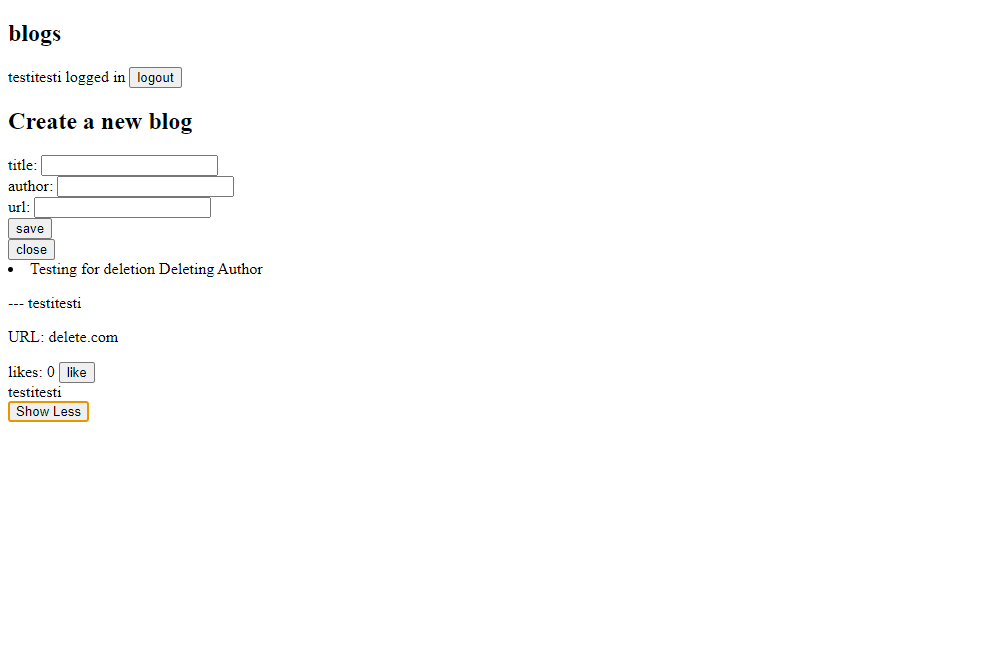 blogs
testitesti logged in logout
Create a new blog
title:
author:
url:
save
close
• Testing for deletion Deleting Author
--- testitesti
URL: delete.com
likes: 0 like
testitesti
Show Less